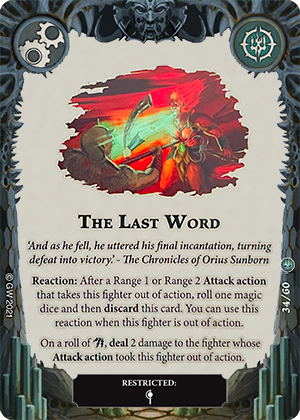 THE LAST WORD
'And as he fell, he uttered his final incantation, turning
defeat into victory.' - The Chronicles of Orius Sunborn
Reaction: After a Range 1 or Range 2 Attack action
that takes this fighter out of action, roll one magic
dice and then discard this card. You can use this
reaction when this fighter is out of action.
On a roll of , deal 2 damage to the fighter whose
Attack action took this fighter out of action.
RESTRICTED:
© GW 2021
34/60